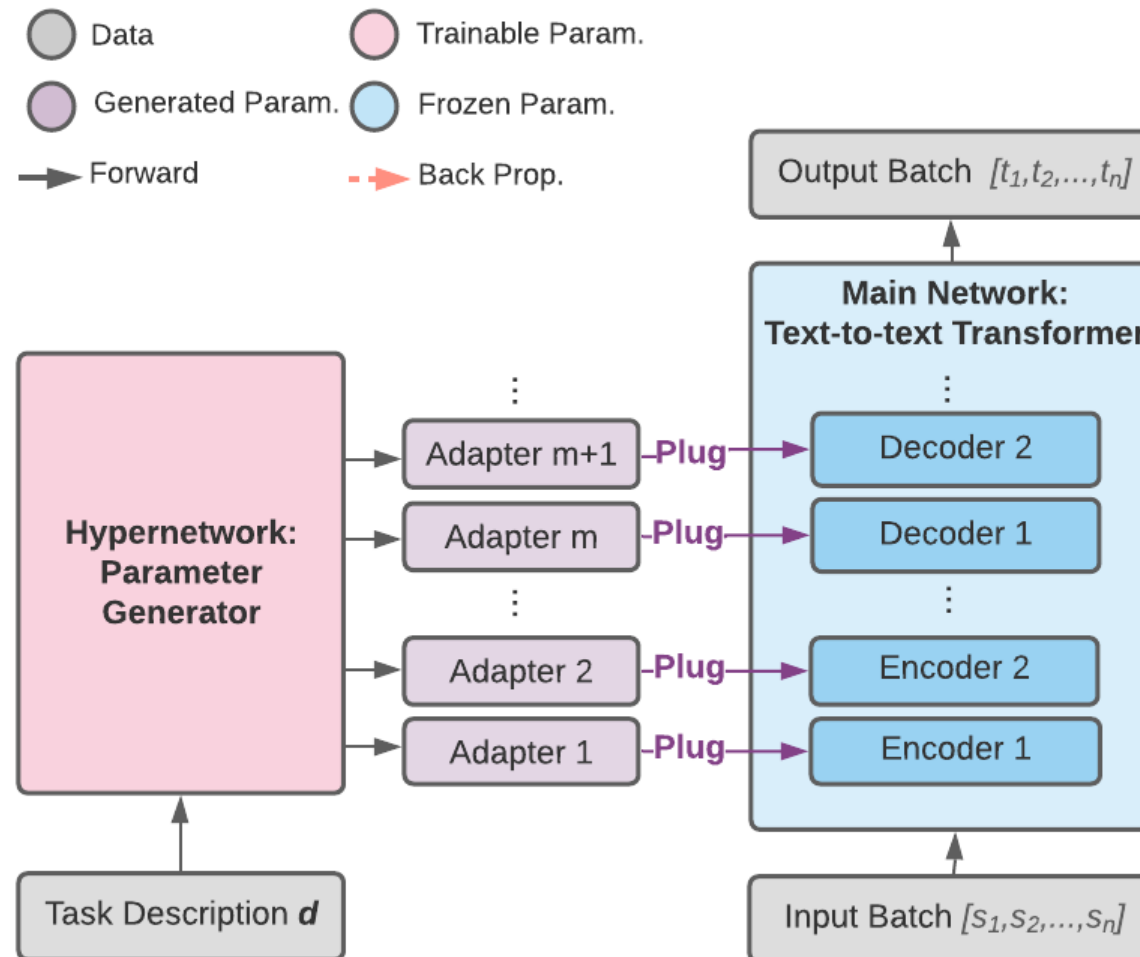 Data
Trainable Param.
Generated Param.
Frozen Param.
Forward
Back Prop.
Output Batch [t1,t2,...,tn]
Main Network:
Text-to-text Transformer
Hypernetwork:
Parameter
Generator
⋮
Adapter m+1
Plug
⋮
Decoder 2
Adapter m
Plug
Decoder 1
⋮
⋮
Adapter 2
Plug
Encoder 2
Adapter 1
Plug
Encoder 1
Task Description d
Input Batch [s1,s2,...,sn]